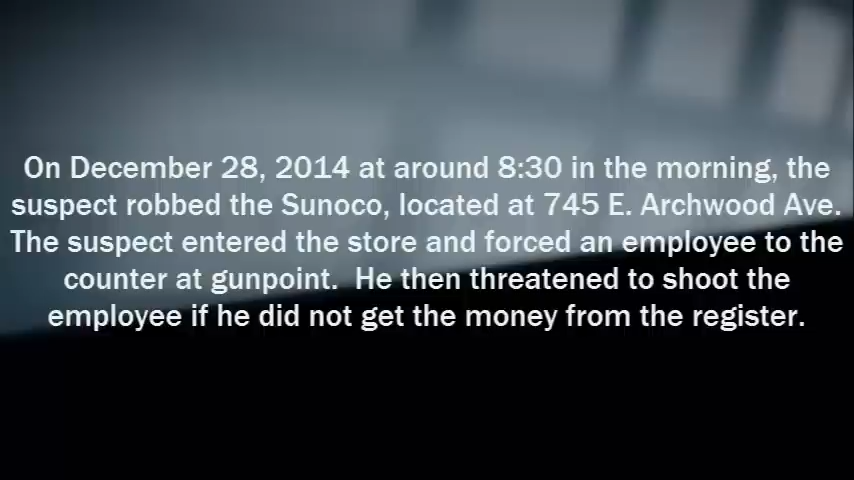 On December 28, 2014 at around 8:30 in the morning, the
suspect robbed the Sunoco, located at 745 E. Archwood Ave.
The suspect entered the store and forced an employee to the
counter at gunpoint.  He then threatened to shoot the
employee if he did not get the money from the register.